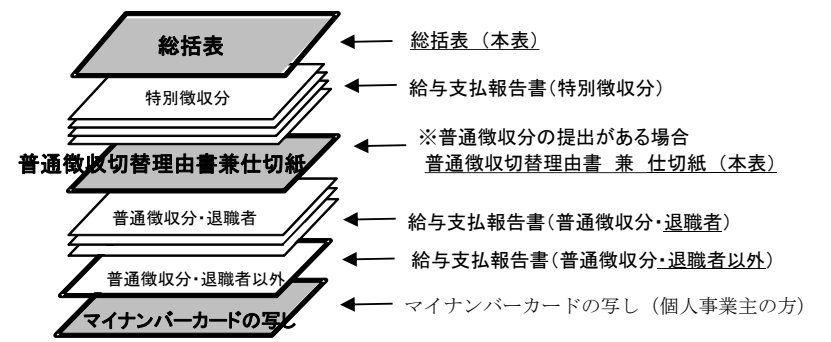 総括表
総括表（本表）
特別徴収分
給与支払報告書（特別徴収分）
※普通徴収分の提出がある場合
普通徴収切替理由書兼仕切紙
普通徴収切替理由書　兼　仕切紙（本表）
普通徴収分・退職者
給与支払報告書（普通徴収分・退職者）
普通徴収分・退職者以外
給与支払報告書（普通徴収分・退職者以外）
マイナンバーカードの写し
マイナンバーカードの写し（個人事業主の方）